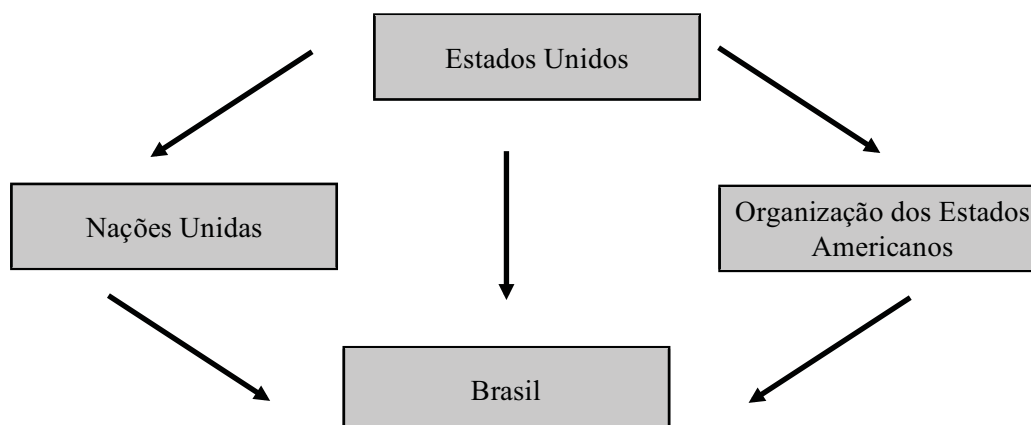 Estados Unidos
Nações Unidas
Organização dos Estados
Americanos
Brasil